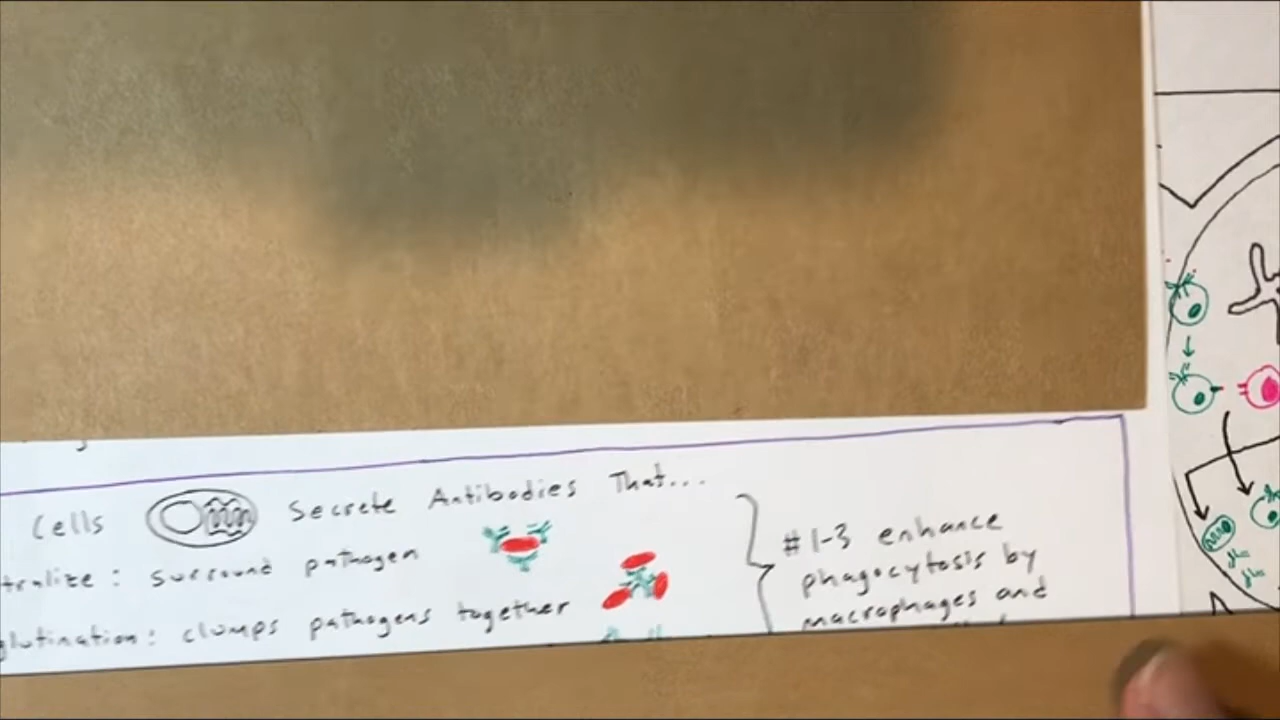 Cells Secrete Antibodies That...
tralize: surround pathogen
glutination: clumps pathogens together
#1-3 enhance
phagocytosis by
macrophages and